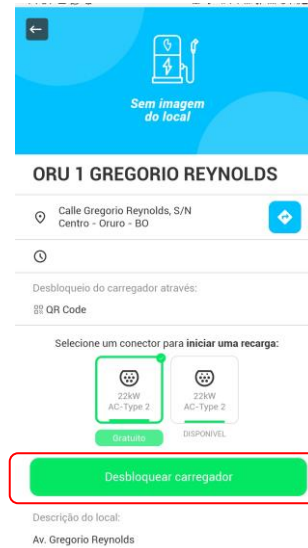 Sem imagem
do local
ORU 1 GREGORIO REYNOLDS
Calle Gregorio Reynolds, S/N
Centro - Oruro - BO
Desbloqueio do carregador através:
QR Code
Selecione um conector para iniciar uma recarga:
22kW
AC-Type 2
Gratuito
22kW
AC-Type 2
DISPONÍVEL
Desbloquear carregador
Descrição do local:
Av. Gregorio Reynolds